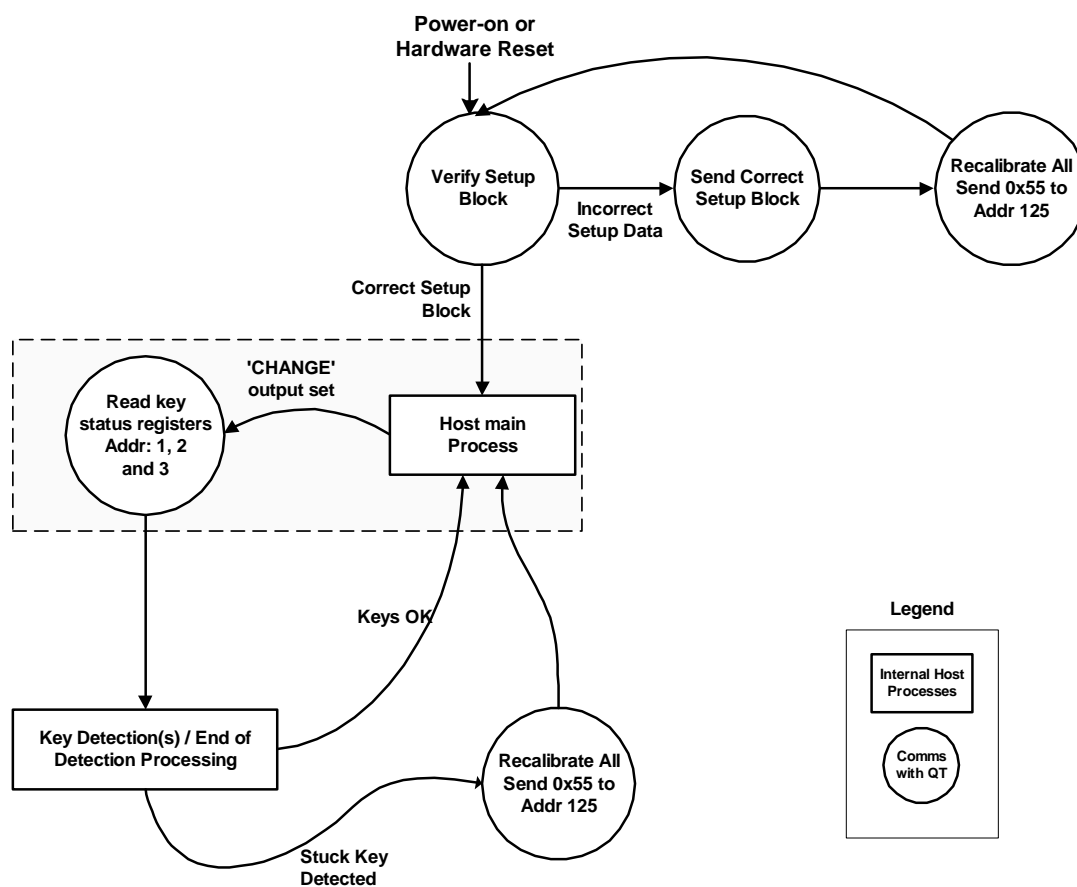 Power-on or
Hardware Reset
Verify Setup
Block
Incorrect
Setup Data
Send Correct
Setup Block
Recalibrate All
Send 0x55 to
Addr 125
Correct Setup
Block
'CHANGE'
output set
Read key
status registers
Addr: 1, 2
and 3
Host main
Process
Keys OK
Key Detection(s) / End of
Detection Processing
Stuck Key
Detected
Recalibrate All
Send 0x55 to
Addr 125
Legend
Internal Host
Processes
Comms
with QT